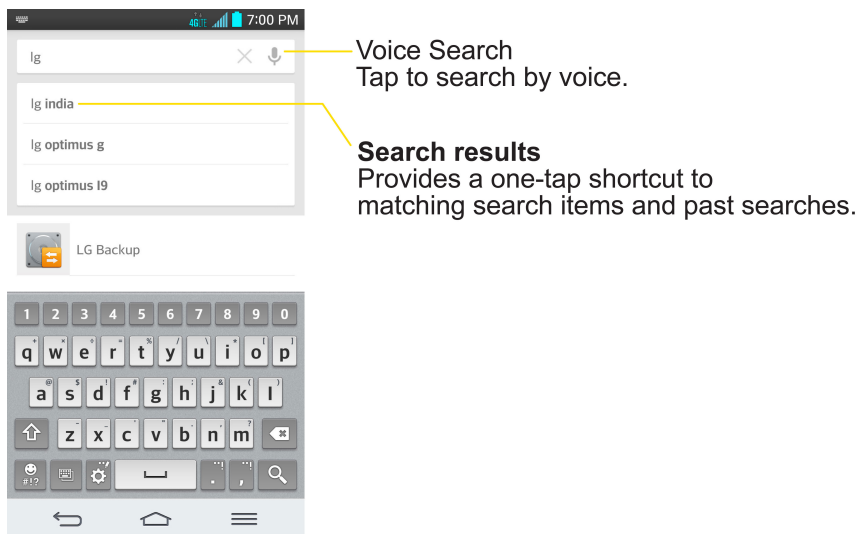 4G LTE 7:00 PM
lg
Voice Search
Tap to search by voice.
lg india
lg optimus g
lg optimus l9
Search results
Provides a one-tap shortcut to
matching search items and past searches.
LG Backup
1 2 3 4 5 6 7 8 9 0
q w e r t y u i o p
a s d f g h j k l
z x c v b n m
#!? . ,